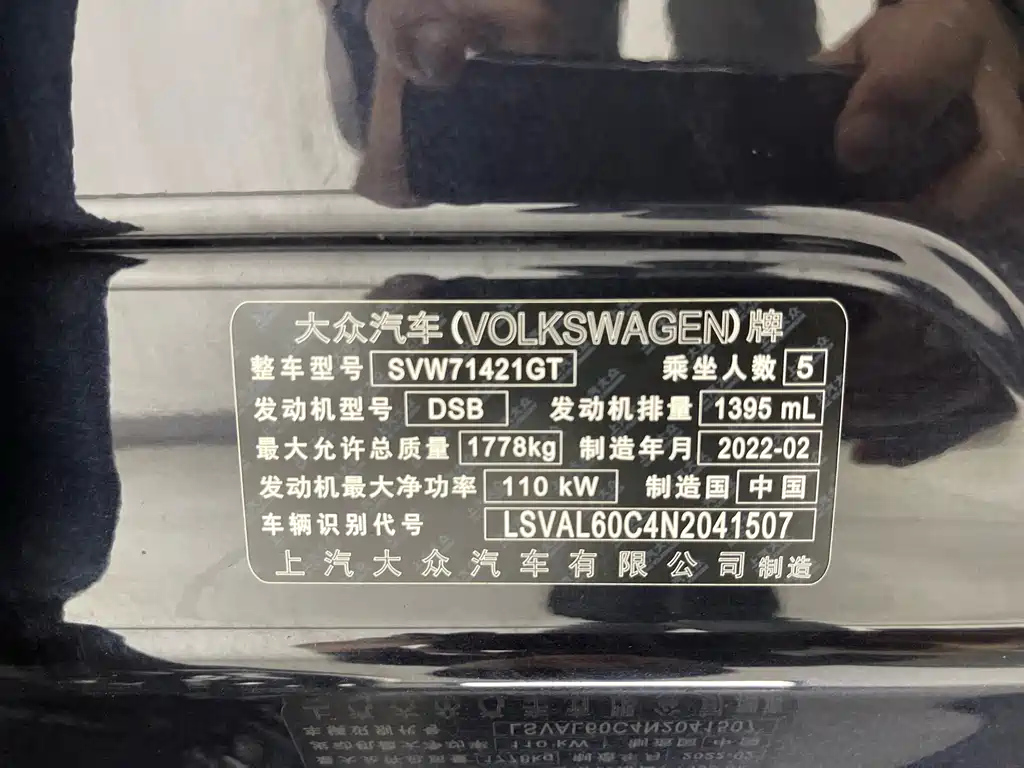 大众汽车(VOLKSWAGEN)牌
整车型号 SVW71421GT 乘坐人数 5
发动机型号 DSB 发动机排量 1395 mL
最大允许总质量 1778kg 制造年月 2022-02
发动机最大净功率 110 kW 制造国 中国
车辆识别代号 LSVAL60C4N2041507
上汽大众汽车有限公司 制造